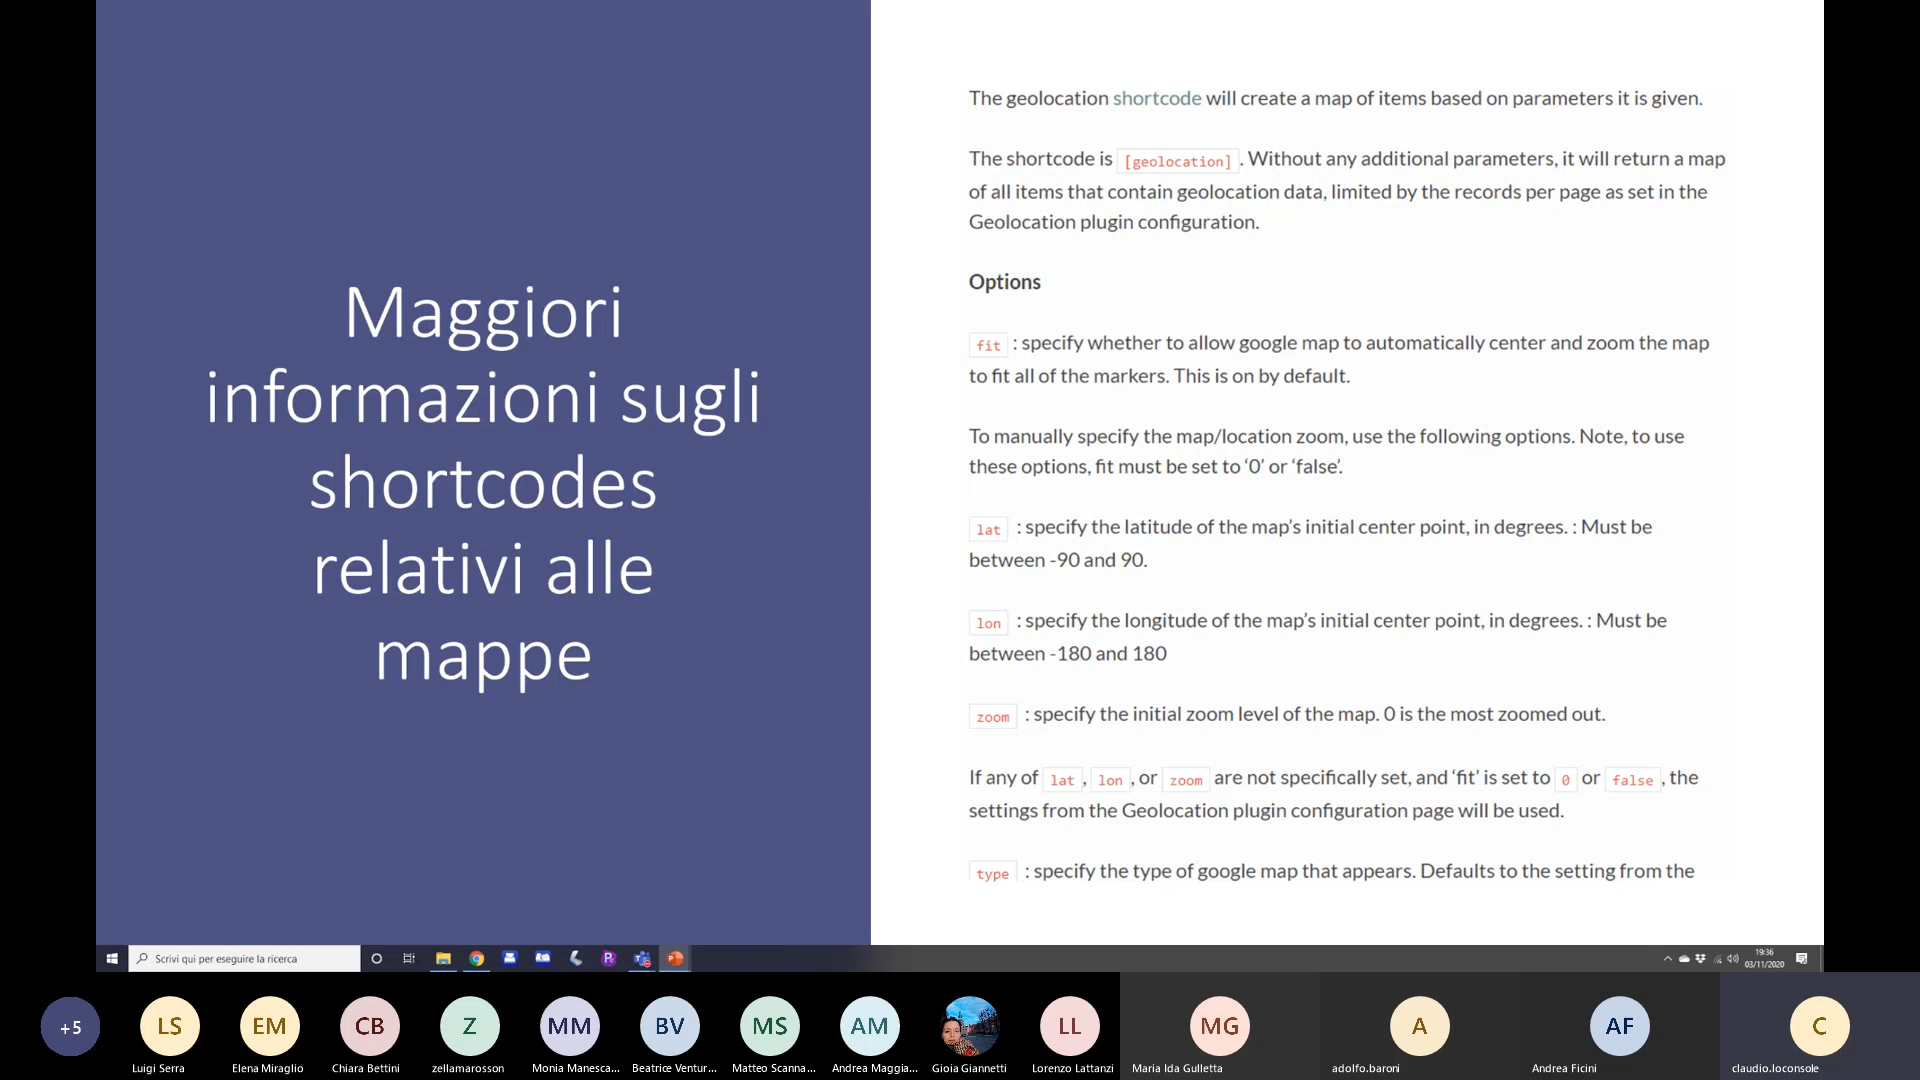 Maggiori
informazioni sugli
shortcodes
relativi alle
mappe
The geolocation shortcode will create a map of items based on parameters it is given.
The shortcode is [geolocation] . Without any additional parameters, it will return a map
of all items that contain geolocation data, limited by the records per page as set in the
Geolocation plugin configuration.
Options
fit : specify whether to allow google map to automatically center and zoom the map
to fit all of the markers. This is on by default.
To manually specify the map/location zoom, use the following options. Note, to use
these options, fit must be set to ‘0’ or ‘false’.
lat : specify the latitude of the map’s initial center point, in degrees. : Must be
between -90 and 90.
lon : specify the longitude of the map’s initial center point, in degrees. : Must be
between -180 and 180
zoom : specify the initial zoom level of the map. 0 is the most zoomed out.
If any of lat , lon , or zoom are not specifically set, and ‘fit’ is set to 0 or false , the
settings from the Geolocation plugin configuration page will be used.
type : specify the type of google map that appears. Defaults to the setting from the
Scrivi qui per eseguire la ricerca
19:36
03/11/2020
+5
LS
EM
CB
Z
MM
BV
MS
AM
LL
MG
A
AF
C
Luigi Serra
Elena Miraglio
Chiara Bettini
zellamarosson
Monia Manesca...
Beatrice Ventur...
Matteo Scanna...
Andrea Maggia...
Gioia Giannetti
Lorenzo Lattanzi
Maria Ida Gulletta
adolfo.baroni
Andrea Ficini
claudio.loconsole